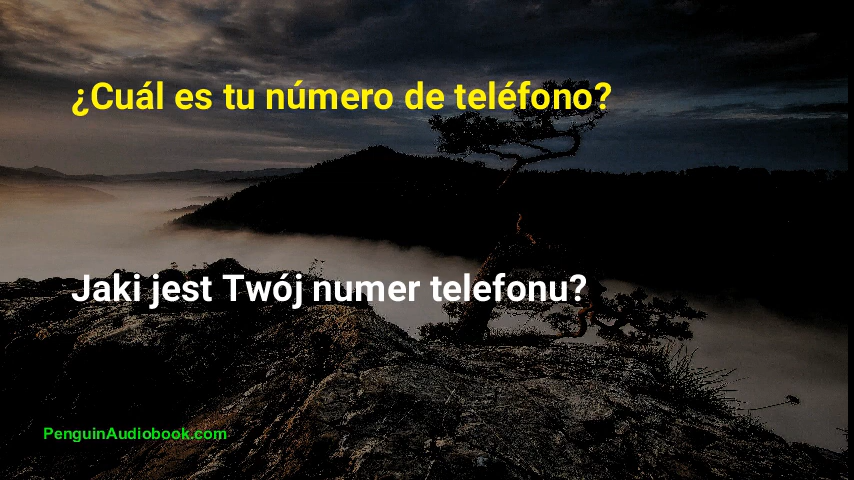 ¿Cuál es tu número de teléfono?
Jaki jest Twój numer telefonu?
PenguinAudiobook.com